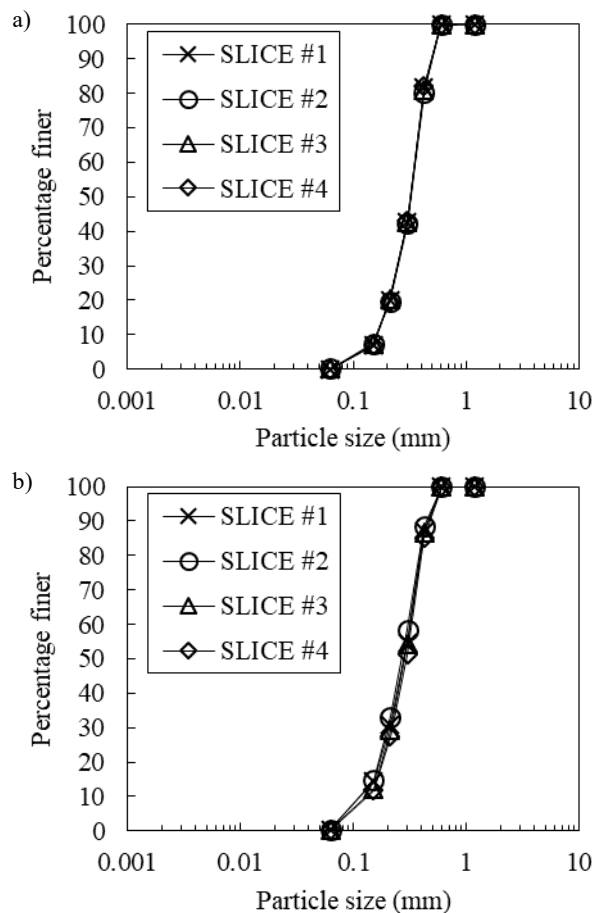 a)
100
90
80
70
60
50
40
30
20
10
0
Percentage finer
SLICE #1
SLICE #2
SLICE #3
SLICE #4
0.001 0.01 0.1 1 10
Particle size (mm)
b)
100
90
80
70
60
50
40
30
20
10
0
Percentage finer
SLICE #1
SLICE #2
SLICE #3
SLICE #4
0.001 0.01 0.1 1 10
Particle size (mm)